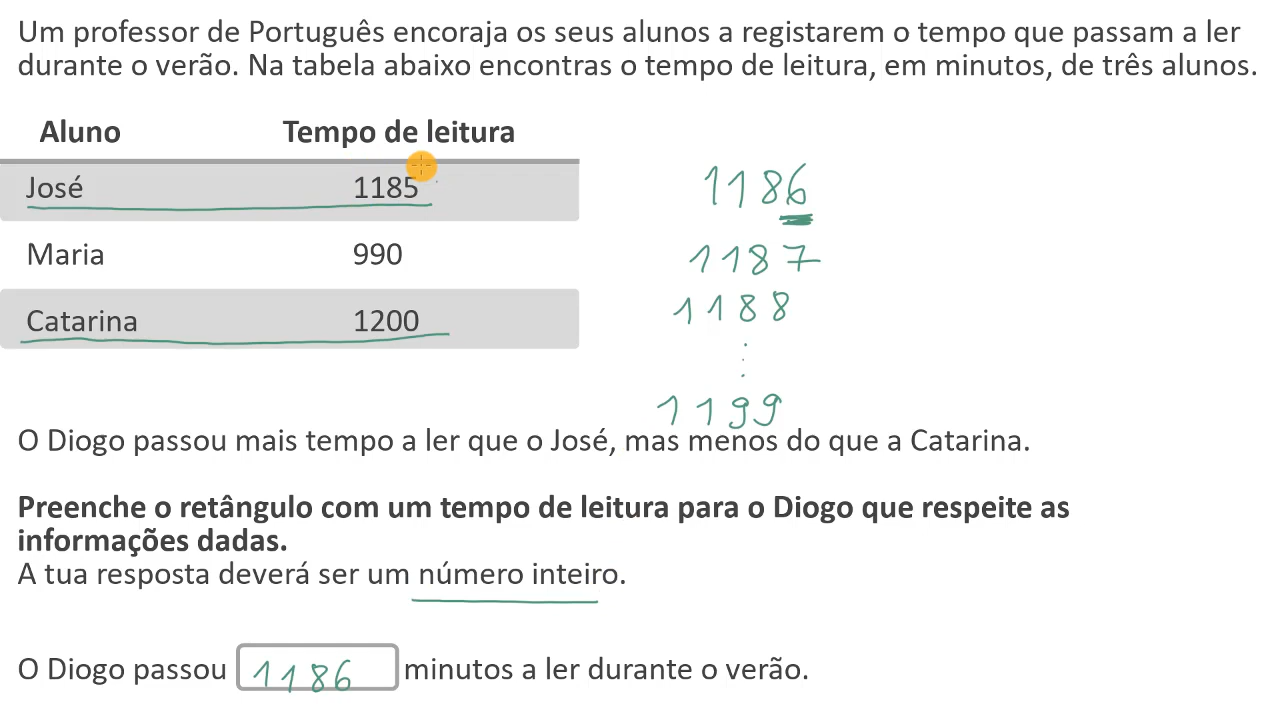 Um professor de Português encoraja os seus alunos a registarem o tempo que passam a ler
durante o verão. Na tabela abaixo encontras o tempo de leitura, em minutos, de três alunos.
Aluno Tempo de leitura
José 1185
Maria 990
Catarina 1200
1186
1187
1188
⋮
1199
O Diogo passou mais tempo a ler que o José, mas menos do que a Catarina.
Preenche o retângulo com um tempo de leitura para o Diogo que respeite as
informações dadas.
A tua resposta deverá ser um número inteiro.
O Diogo passou 1186 minutos a ler durante o verão.